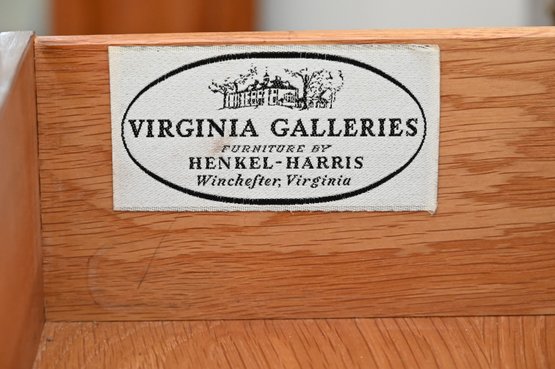 VIRGINIA GALLERIES
FURNITURE BY
HENKEL-HARRIS
Winchefter, Virginia